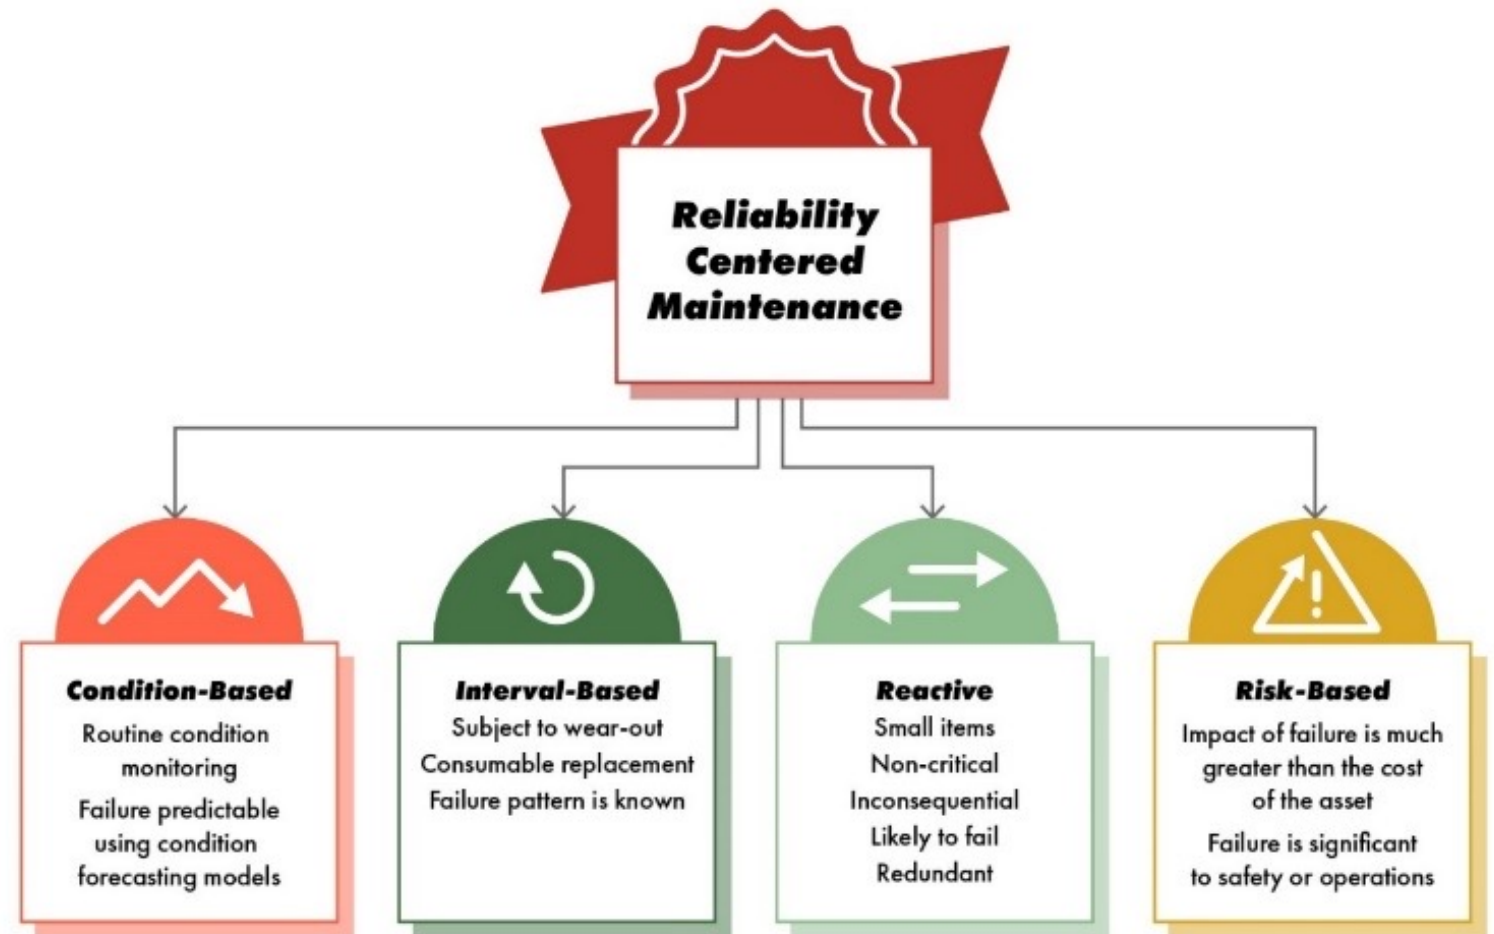 Reliability
Centered
Maintenance
Condition-Based
Routine condition
monitoring
Failure predictable
using condition
forecasting models
Interval-Based
Subject to wear-out
Consumable replacement
Failure pattern is known
Reactive
Small items
Non-critical
Inconsequential
Likely to fail
Redundant
Risk-Based
Impact of failure is much
greater than the cost
of the asset
Failure is significant
to safety or operations